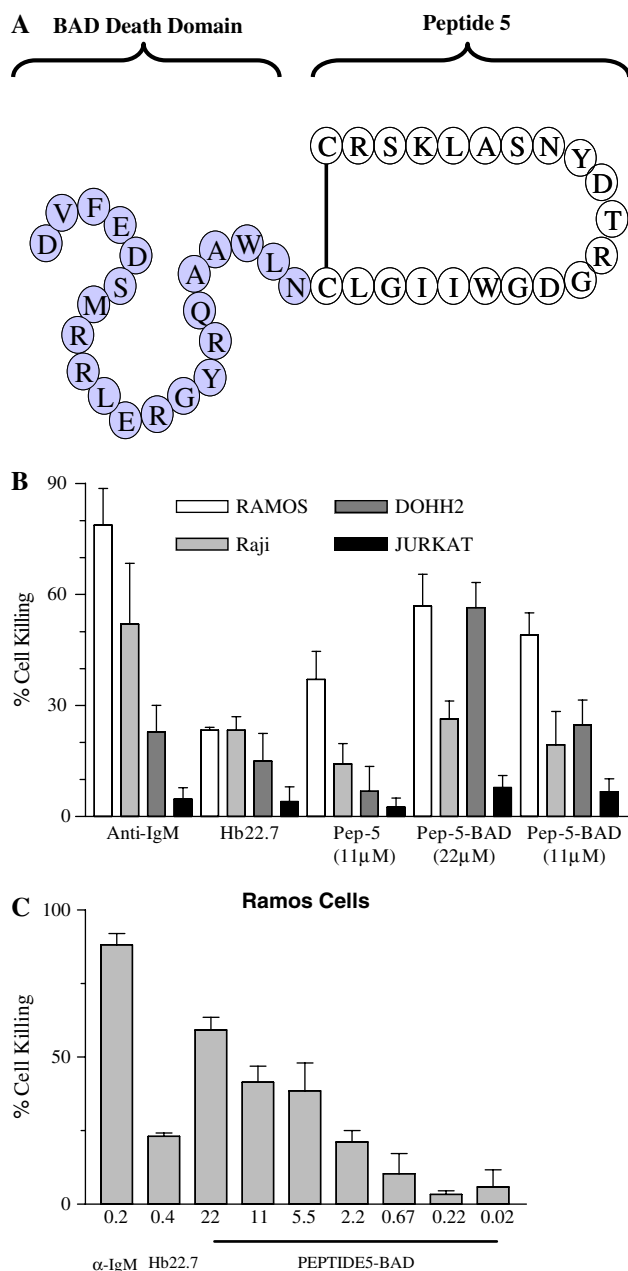 A
BAD Death Domain
Peptide 5
C R S K L A S N Y D T R G D G W I I G L C
N L W A A Q R Y G R E L R R M S D E F V D
B
90
60
30
0
% Cell Killing
RAMOS
DOHH2
Raji
JURKAT
Anti-IgM
Hb22.7
Pep-5
(11µM)
Pep-5-BAD
(22µM)
Pep-5-BAD
(11µM)
C
Ramos Cells
100
50
0
% Cell Killing
0.2 0.4 22 11 5.5 2.2 0.67 0.22 0.02
α-IgM Hb22.7 PEPTIDE5-BAD